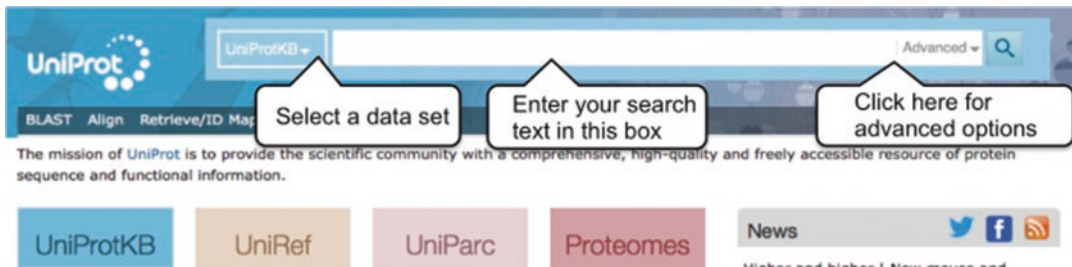 UniProtKB
Advanced
UniProt
Select a data set
Enter your search
text in this box
Click here for
advanced options
BLAST Align Retrieve/ID
The mission of UniProt is to provide the scientific community with a comprehensive, high-quality and freely accessible resource of protein
sequence and functional information.
UniProtKB UniRef UniParc Proteomes
News